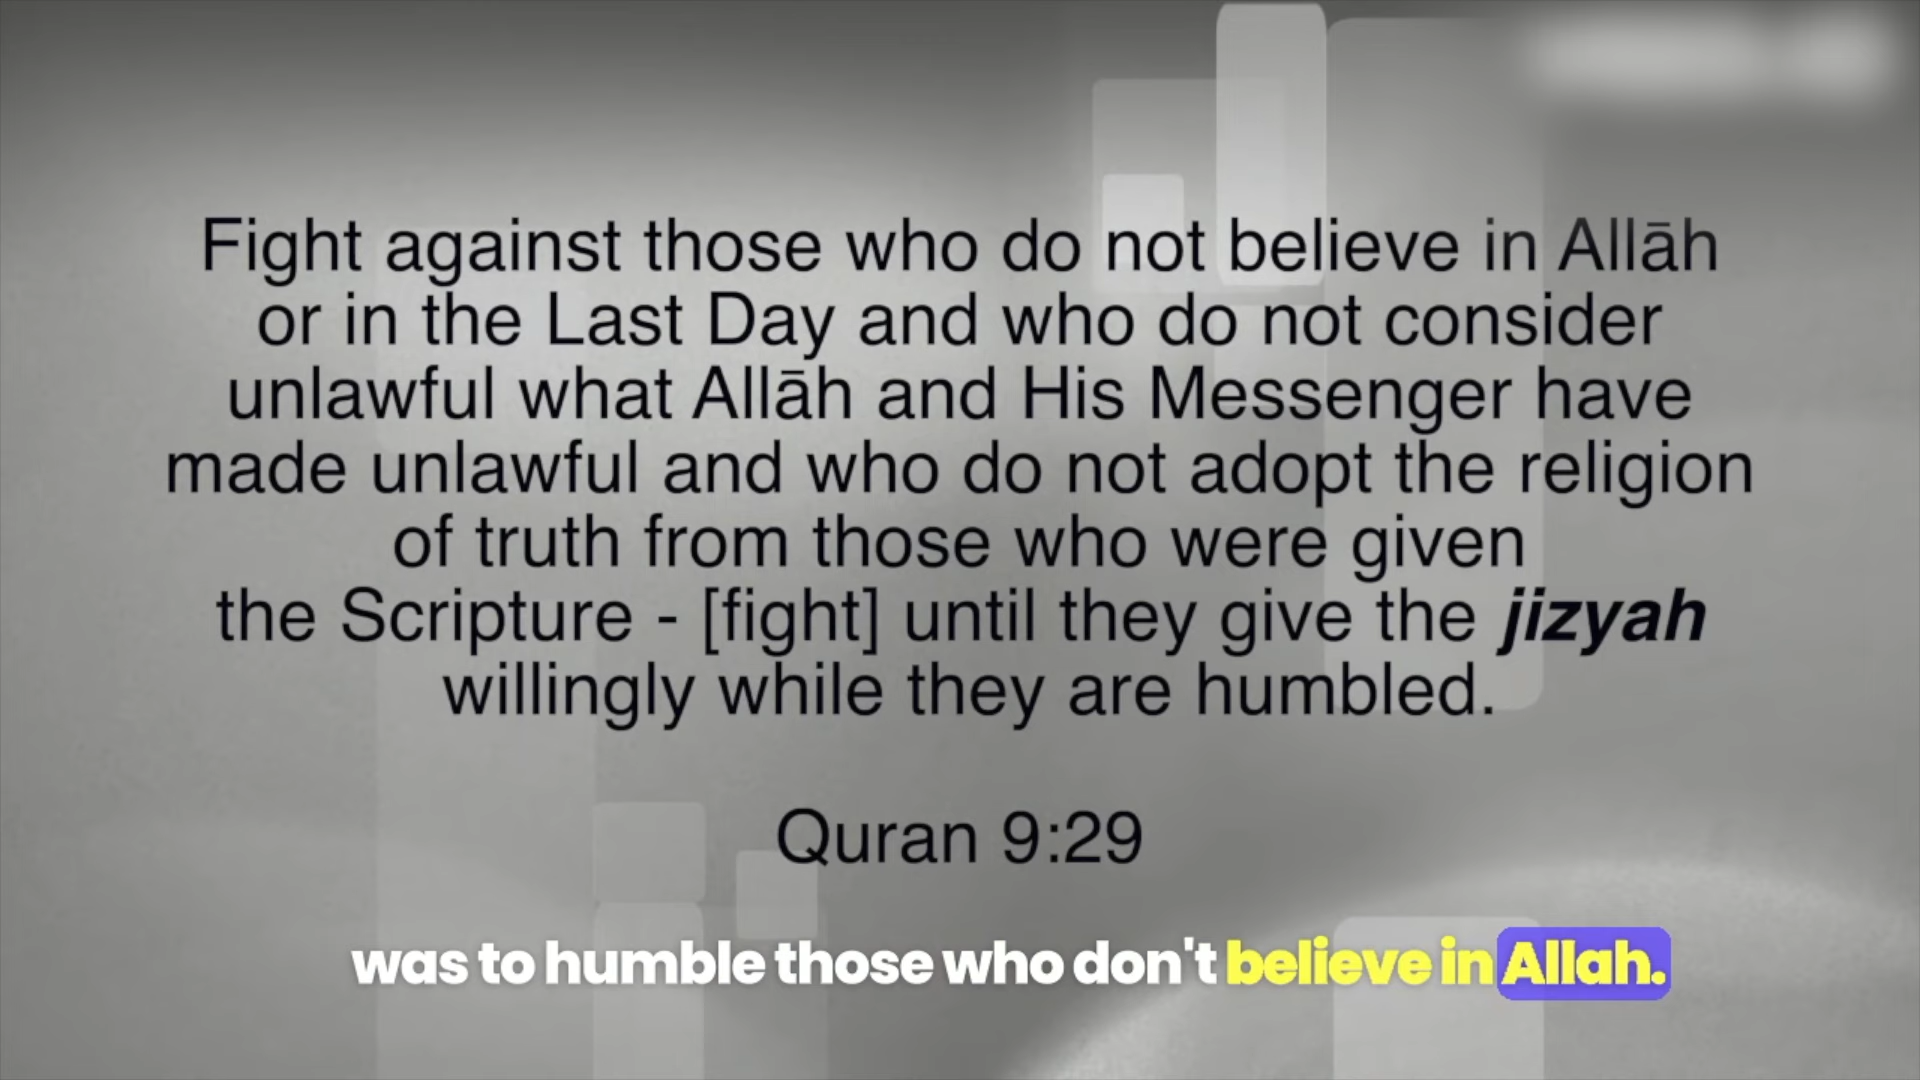 Fight against those who do not believe in Allāh
or in the Last Day and who do not consider
unlawful what Allāh and His Messenger have
made unlawful and who do not adopt the religion
of truth from those who were given
the Scripture - [fight] until they give the jizyah
willingly while they are humbled.
Quran 9:29
was to humble those who don't believe in Allah.